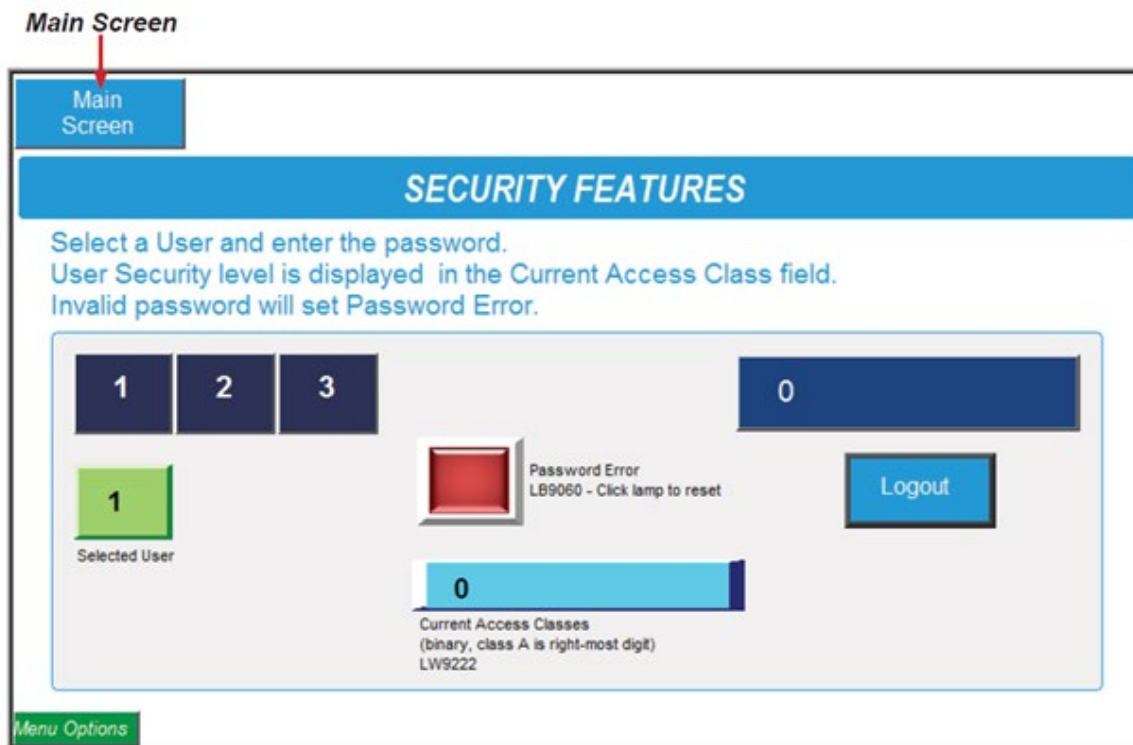 Main Screen
Main
Screen
SECURITY FEATURES
Select a User and enter the password.
User Security level is displayed in the Current Access Class field.
Invalid password will set Password Error.
1 2 3 0
Password Error
LB9060 - Click lamp to reset
Logout
1
Selected User
0
Current Access Classes
(binary, class A is right-most digit)
LW9222
Menu Options